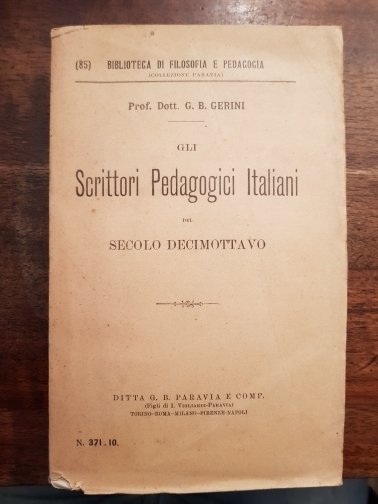 (85) BIBLIOTECA DI FILOSOFIA E PEDAGOGIA
(COLLEZIONE PARAVIA)
Prof. Dott. G. B. GERINI
GLI
Scrittori Pedagogici Italiani
DEL
SECOLO DECIMOTTAVO
DITTA G. B. PARAVIA E COMP.
(Figli di I. VIGLIARDI-PARAVIA)
TORINO-ROMA-MILANO-FIRENZE-NAPOLI
N. 371.10.